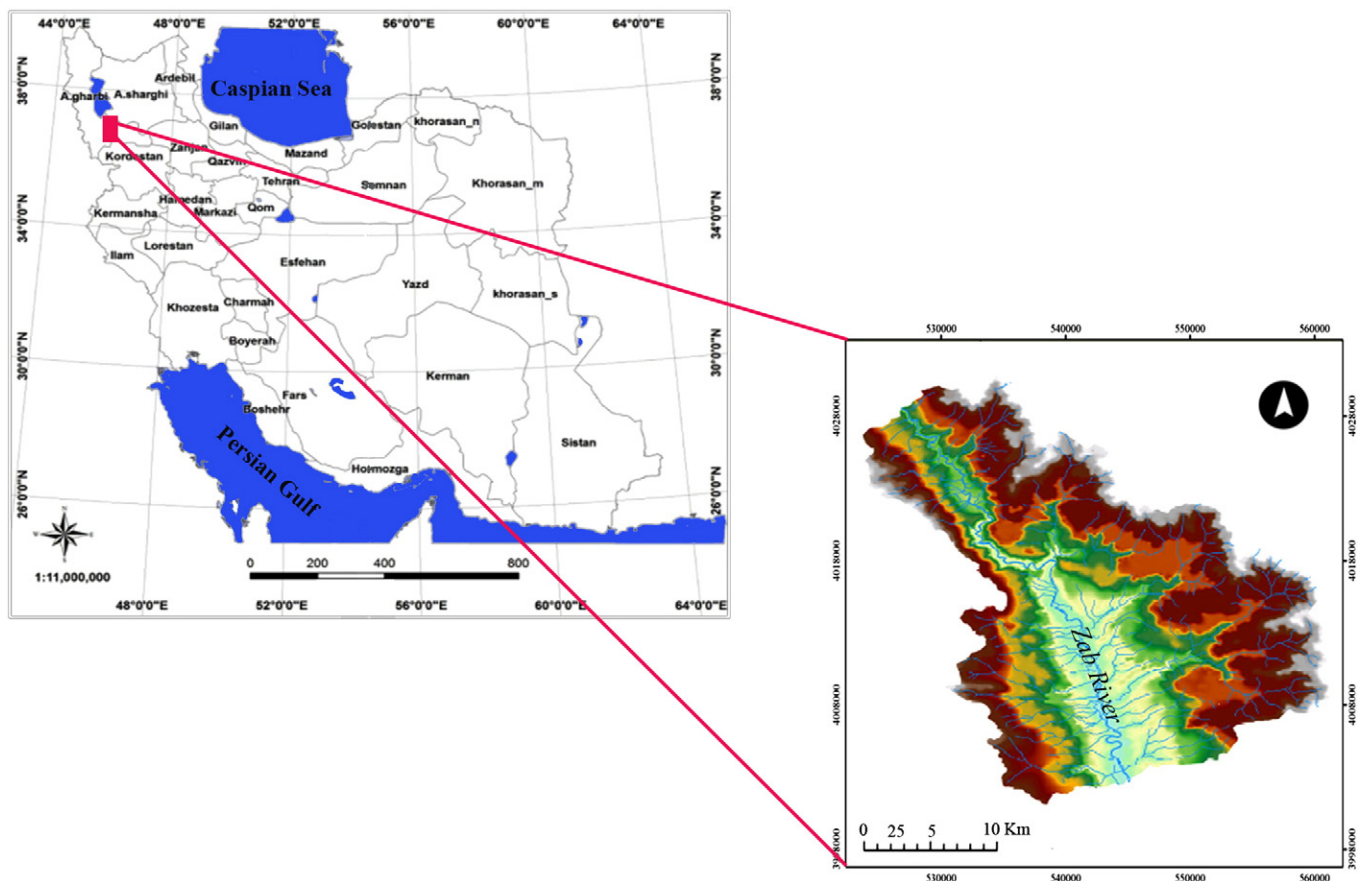 44°0'0"E 48°0'0"E 52°0'0"E 56°0'0"E 60°0'0"E 64°0'0"E
38°0'0"N
38°0'0"N
34°0'0"N
34°0'0"N
30°0'0"N
30°0'0"N
26°0'0"N
26°0'0"N
Caspian Sea
Ardebil
A.gharbi
A.sharghi
Gilan
Golestan
khorasan_n
Zanjan
Mazand
Kordestan
Qazvin
Tehran
Semnan
Khorasan_m
Hamedan
Kermansha
Markazi
Qom
Lorestan
Ilam
Esfehan
Yazd
khorasan_s
Khozesta
Charmah
Boyerah
Kerman
Fars
Boshehr
Sistan
Persian Gulf
Holmozga
N
W E
S
1:11,000,000
0 200 400 800
48°0'0"E 52°0'0"E 56°0'0"E 60°0'0"E 64°0'0"E
530000 540000 550000 560000
4028000
4028000
4018000
4018000
Zab River
4008000
4008000
3998000
3998000
0 25 5 10 Km
530000 540000 550000 560000